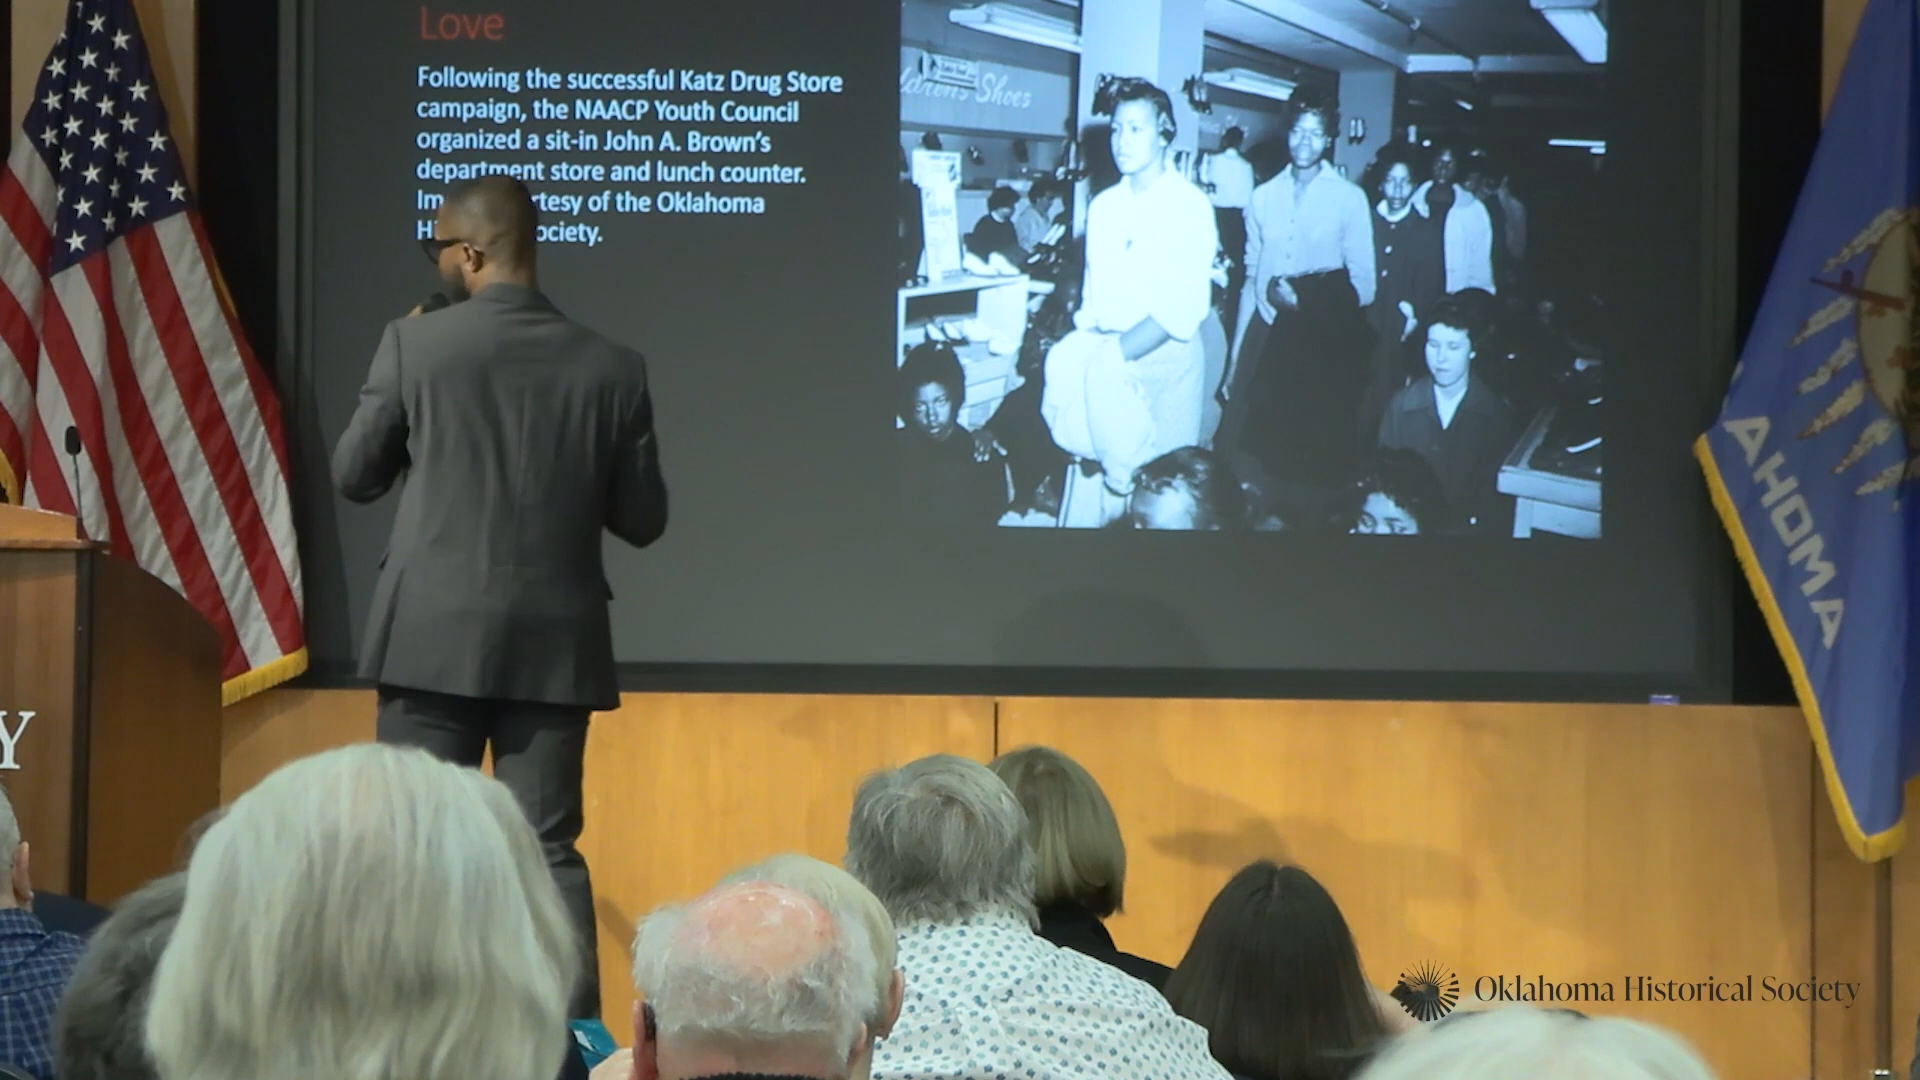 Love
Following the successful Katz Drug Store
campaign, the NAACP Youth Council
organized a sit-in John A. Brown's
department store and lunch counter.
Im rtesy of the Oklahoma
Hi ociety.
Shoes
AHOMA
Y
Oklahoma Historical Society